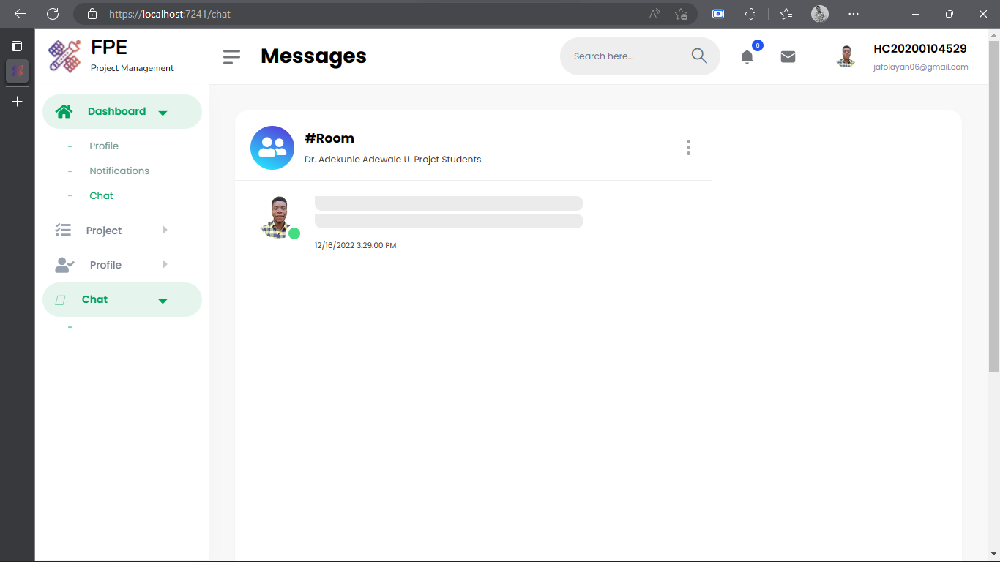 https://localhost:7241/chat
FPE
Project Management
Messages
Search here...
0
HC20200104529
jafolayan06@gmail.com
Dashboard
- Profile
- Notifications
- Chat
Project
Profile
Chat
-
#Room
Dr. Adekunle Adewale U. Projct Students
12/16/2022 3:29:00 PM